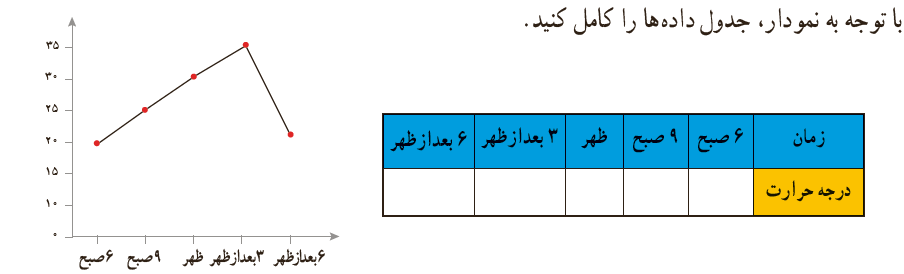 با توجه به نمودار، جدول داده‌ها را کامل کنید.
زمان ۶ صبح ۹ صبح ظهر ۳ بعدازظهر ۶ بعدازظهر
درجه حرارت
۳۵
۳۰
۲۵
۲۰
۱۵
۱۰
۰
۶صبح ۹صبح ظهر ۳بعدازظهر ۶بعدازظهر